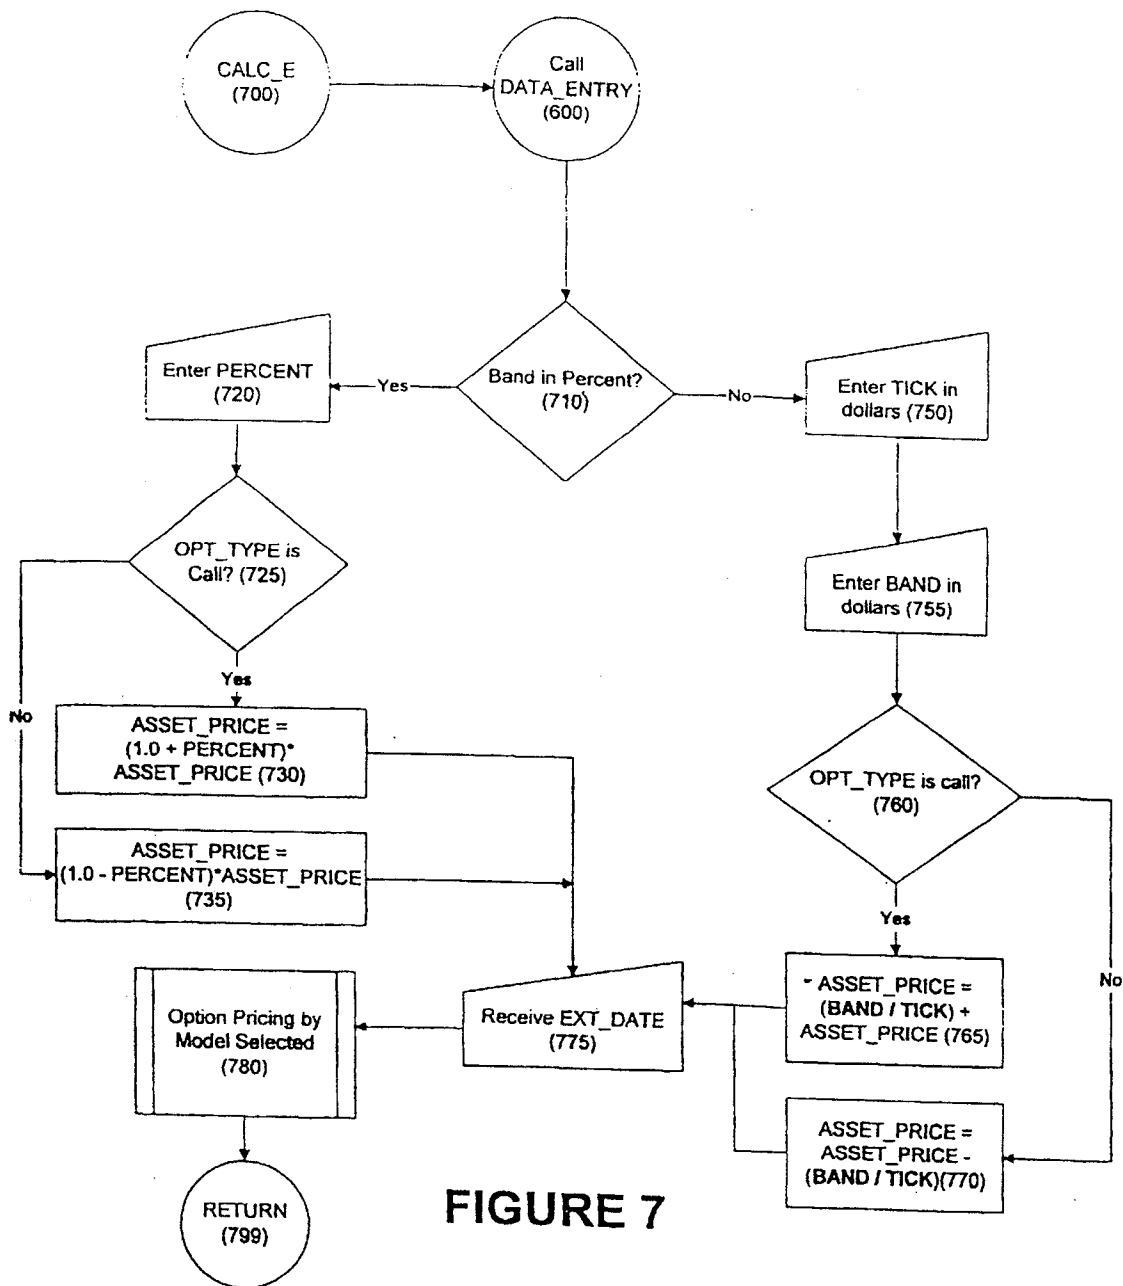 CALC_E
(700)
Call
DATA_ENTRY
(600)
Band in Percent?
(710)
Yes
No
Enter PERCENT
(720)
Enter TICK in
dollars (750)
OPT_TYPE is
Call? (725)
Enter BAND in
dollars (755)
Yes
No
ASSET_PRICE =
(1.0 + PERCENT)*
ASSET_PRICE (730)
OPT_TYPE is call?
(760)
ASSET_PRICE =
(1.0 - PERCENT)*ASSET_PRICE
(735)
Yes
No
ASSET_PRICE =
(BAND / TICK) +
ASSET_PRICE (765)
Receive EXT_DATE
(775)
Option Pricing by
Model Selected
(780)
ASSET_PRICE =
ASSET_PRICE -
(BAND / TICK)(770)
RETURN
(799)
FIGURE 7